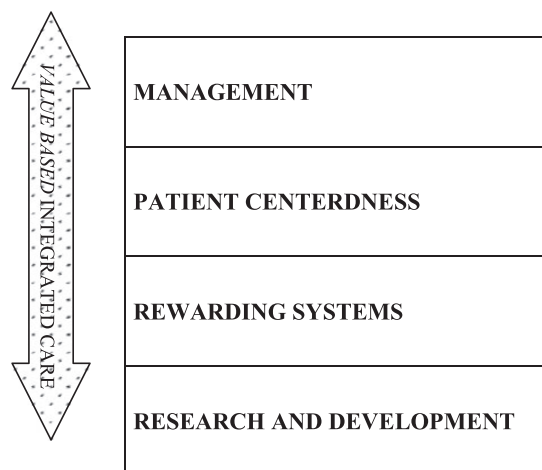 VALUE BASED INTEGRATED CARE
MANAGEMENT
PATIENT CENTERDNESS
REWARDING SYSTEMS
RESEARCH AND DEVELOPMENT